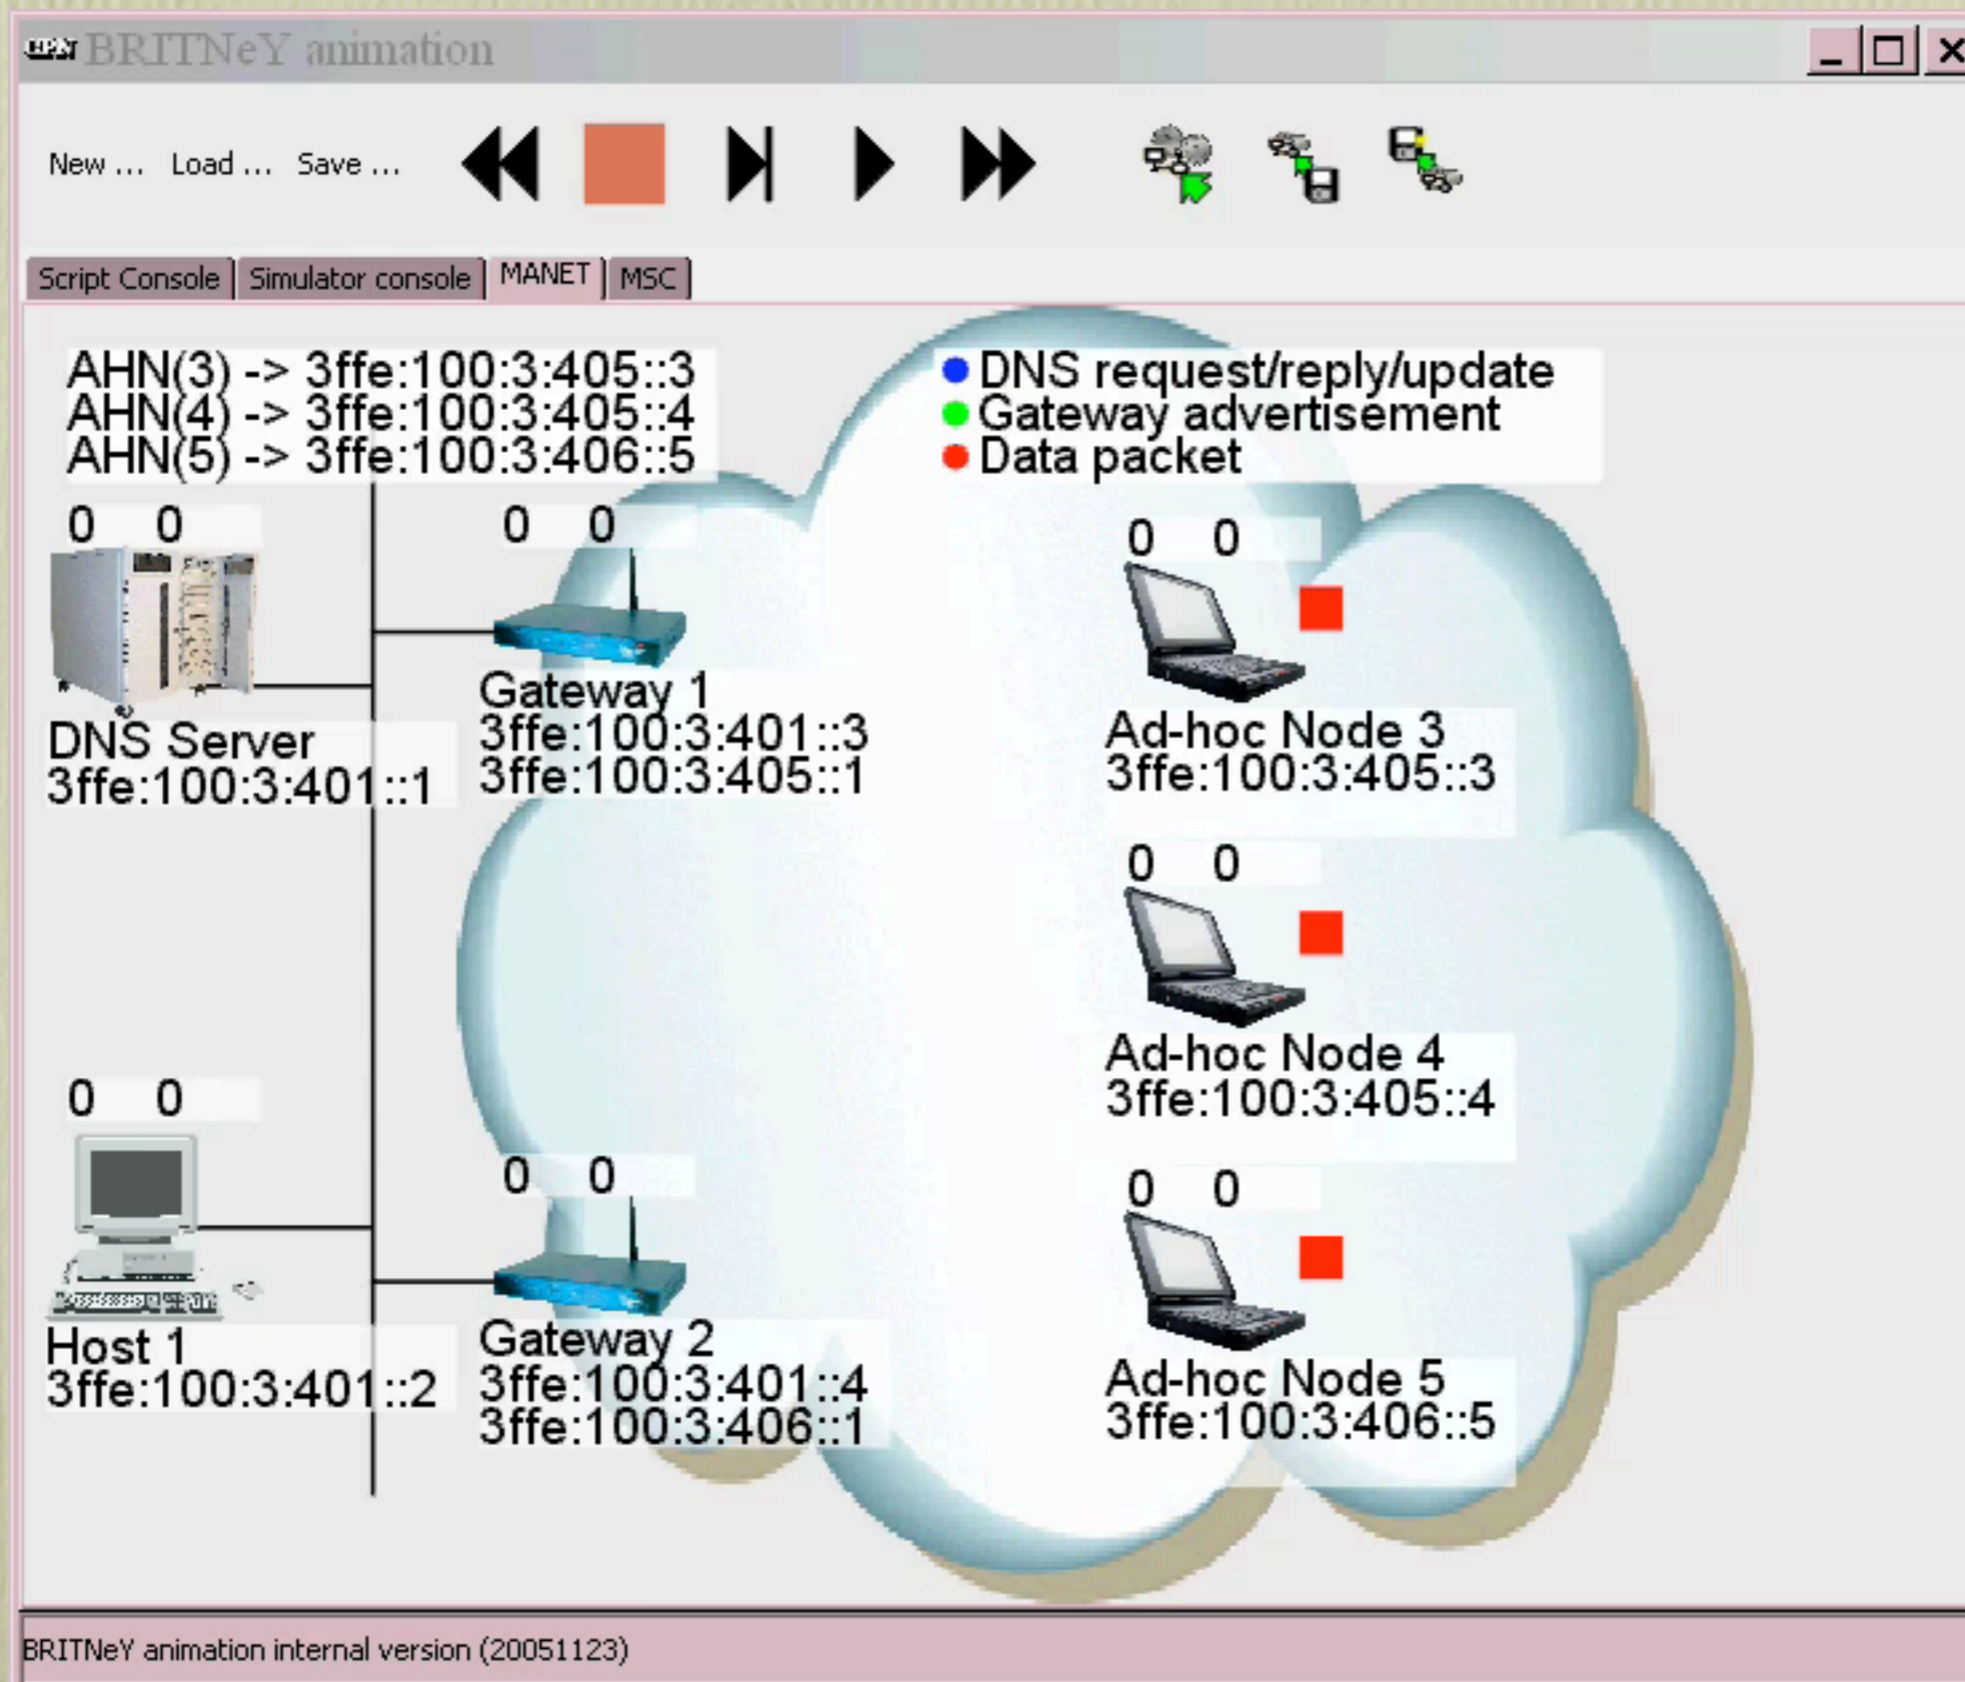 CPN BRITNeY animation
New ... Load ... Save ...
Script Console Simulator console MANET MSC
AHN(3) -> 3ffe:100:3:405::3
AHN(4) -> 3ffe:100:3:405::4
AHN(5) -> 3ffe:100:3:406::5
DNS request/reply/update
Gateway advertisement
Data packet
0 0
DNS Server
3ffe:100:3:401::1
0 0
Gateway 1
3ffe:100:3:401::3
3ffe:100:3:405::1
0 0
Ad-hoc Node 3
3ffe:100:3:405::3
0 0
Ad-hoc Node 4
3ffe:100:3:405::4
0 0
Host 1
3ffe:100:3:401::2
0 0
Gateway 2
3ffe:100:3:401::4
3ffe:100:3:406::1
0 0
Ad-hoc Node 5
3ffe:100:3:406::5
BRITNeY animation internal version (20051123)